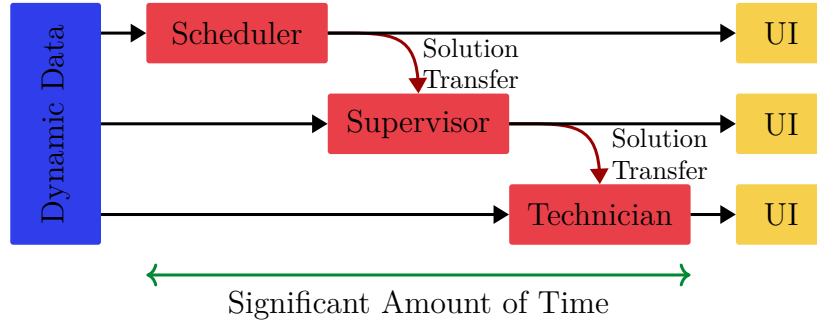 Dynamic Data
Scheduler
UI
Solution
Transfer
Supervisor
UI
Solution
Transfer
Technician
UI
Significant Amount of Time